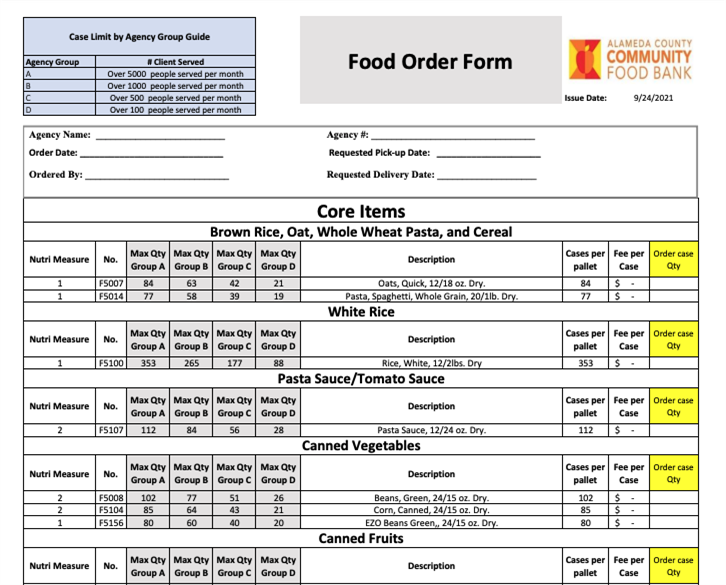 Case Limit by Agency Group Guide
Agency Group # Client Served
A Over 5000 people served per month
B Over 1000 people served per month
C Over 500 people served per month
D Over 100 people served per month
Food Order Form
ALAMEDA COUNTY
COMMUNITY
FOOD BANK
Issue Date: 9/24/2021
Agency Name: Agency #:
Order Date: Requested Pick-up Date:
Ordered By: Requested Delivery Date:
Core Items
Brown Rice, Oat, Whole Wheat Pasta, and Cereal
Nutri Measure No. Max Qty Group A Max Qty Group B Max Qty Group C Max Qty Group D Description Cases per pallet Fee per Case Order case Qty
1 F5007 84 63 42 21 Oats, Quick, 12/18 oz. Dry. 84 $ -
1 F5014 77 58 39 19 Pasta, Spaghetti, Whole Grain, 20/1lb. Dry. 77 $ -
White Rice
Nutri Measure No. Max Qty Group A Max Qty Group B Max Qty Group C Max Qty Group D Description Cases per pallet Fee per Case Order case Qty
1 F5100 353 265 177 88 Rice, White, 12/2lbs. Dry 353 $ -
Pasta Sauce/Tomato Sauce
Nutri Measure No. Max Qty Group A Max Qty Group B Max Qty Group C Max Qty Group D Description Cases per pallet Fee per Case Order case Qty
2 F5107 112 84 56 28 Pasta Sauce, 12/24 oz. Dry. 112 $ -
Canned Vegetables
Nutri Measure No. Max Qty Group A Max Qty Group B Max Qty Group C Max Qty Group D Description Cases per pallet Fee per Case Order case Qty
2 F5008 102 77 51 26 Beans, Green, 24/15 oz. Dry. 102 $ -
2 F5104 85 64 43 21 Corn, Canned, 24/15 oz. Dry. 85 $ -
1 F5156 80 60 40 20 EZO Beans Green,, 24/15 oz. Dry. 80 $ -
Canned Fruits
Nutri Measure No. Max Qty Group A Max Qty Group B Max Qty Group C Max Qty Group D Description Cases per pallet Fee per Case Order case Qty